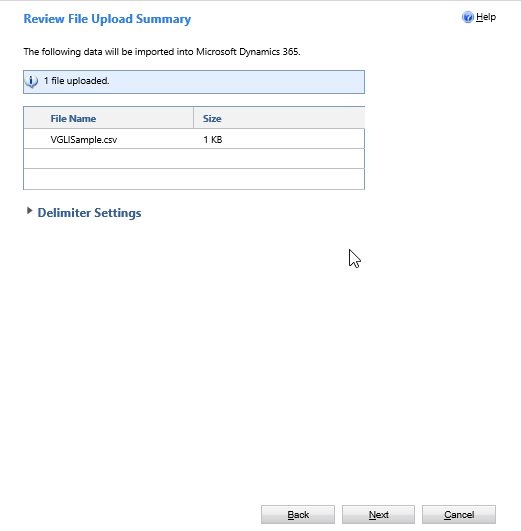 Review File Upload Summary
Help
The following data will be imported into Microsoft Dynamics 365.
1 file uploaded.
File Name Size
VGLISample.csv 1 KB
Delimiter Settings
Back Next Cancel